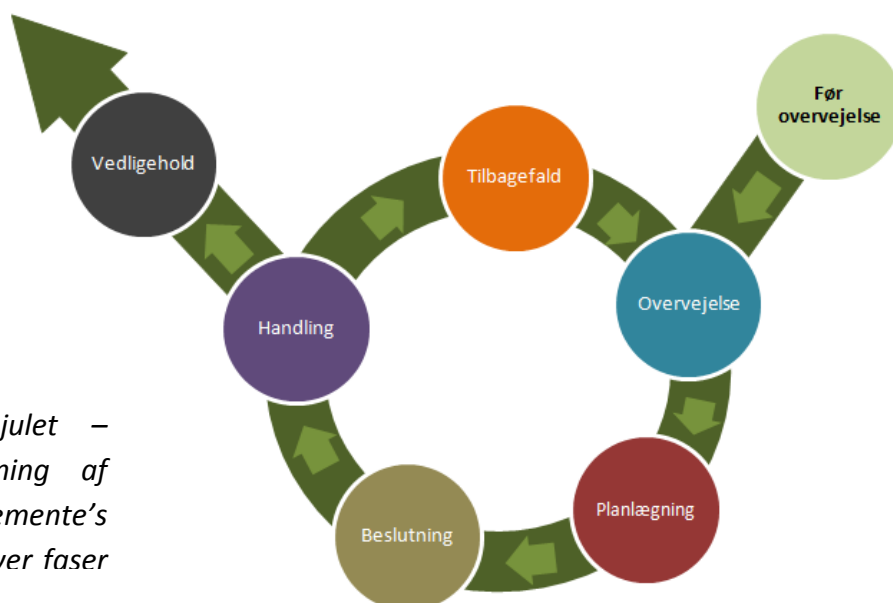 Før
overvejelse
Vedligehold
Tilbagefald
Overvejelse
Handling
Planlægning
Beslutning
julet –
ning af
emente's
ver faser